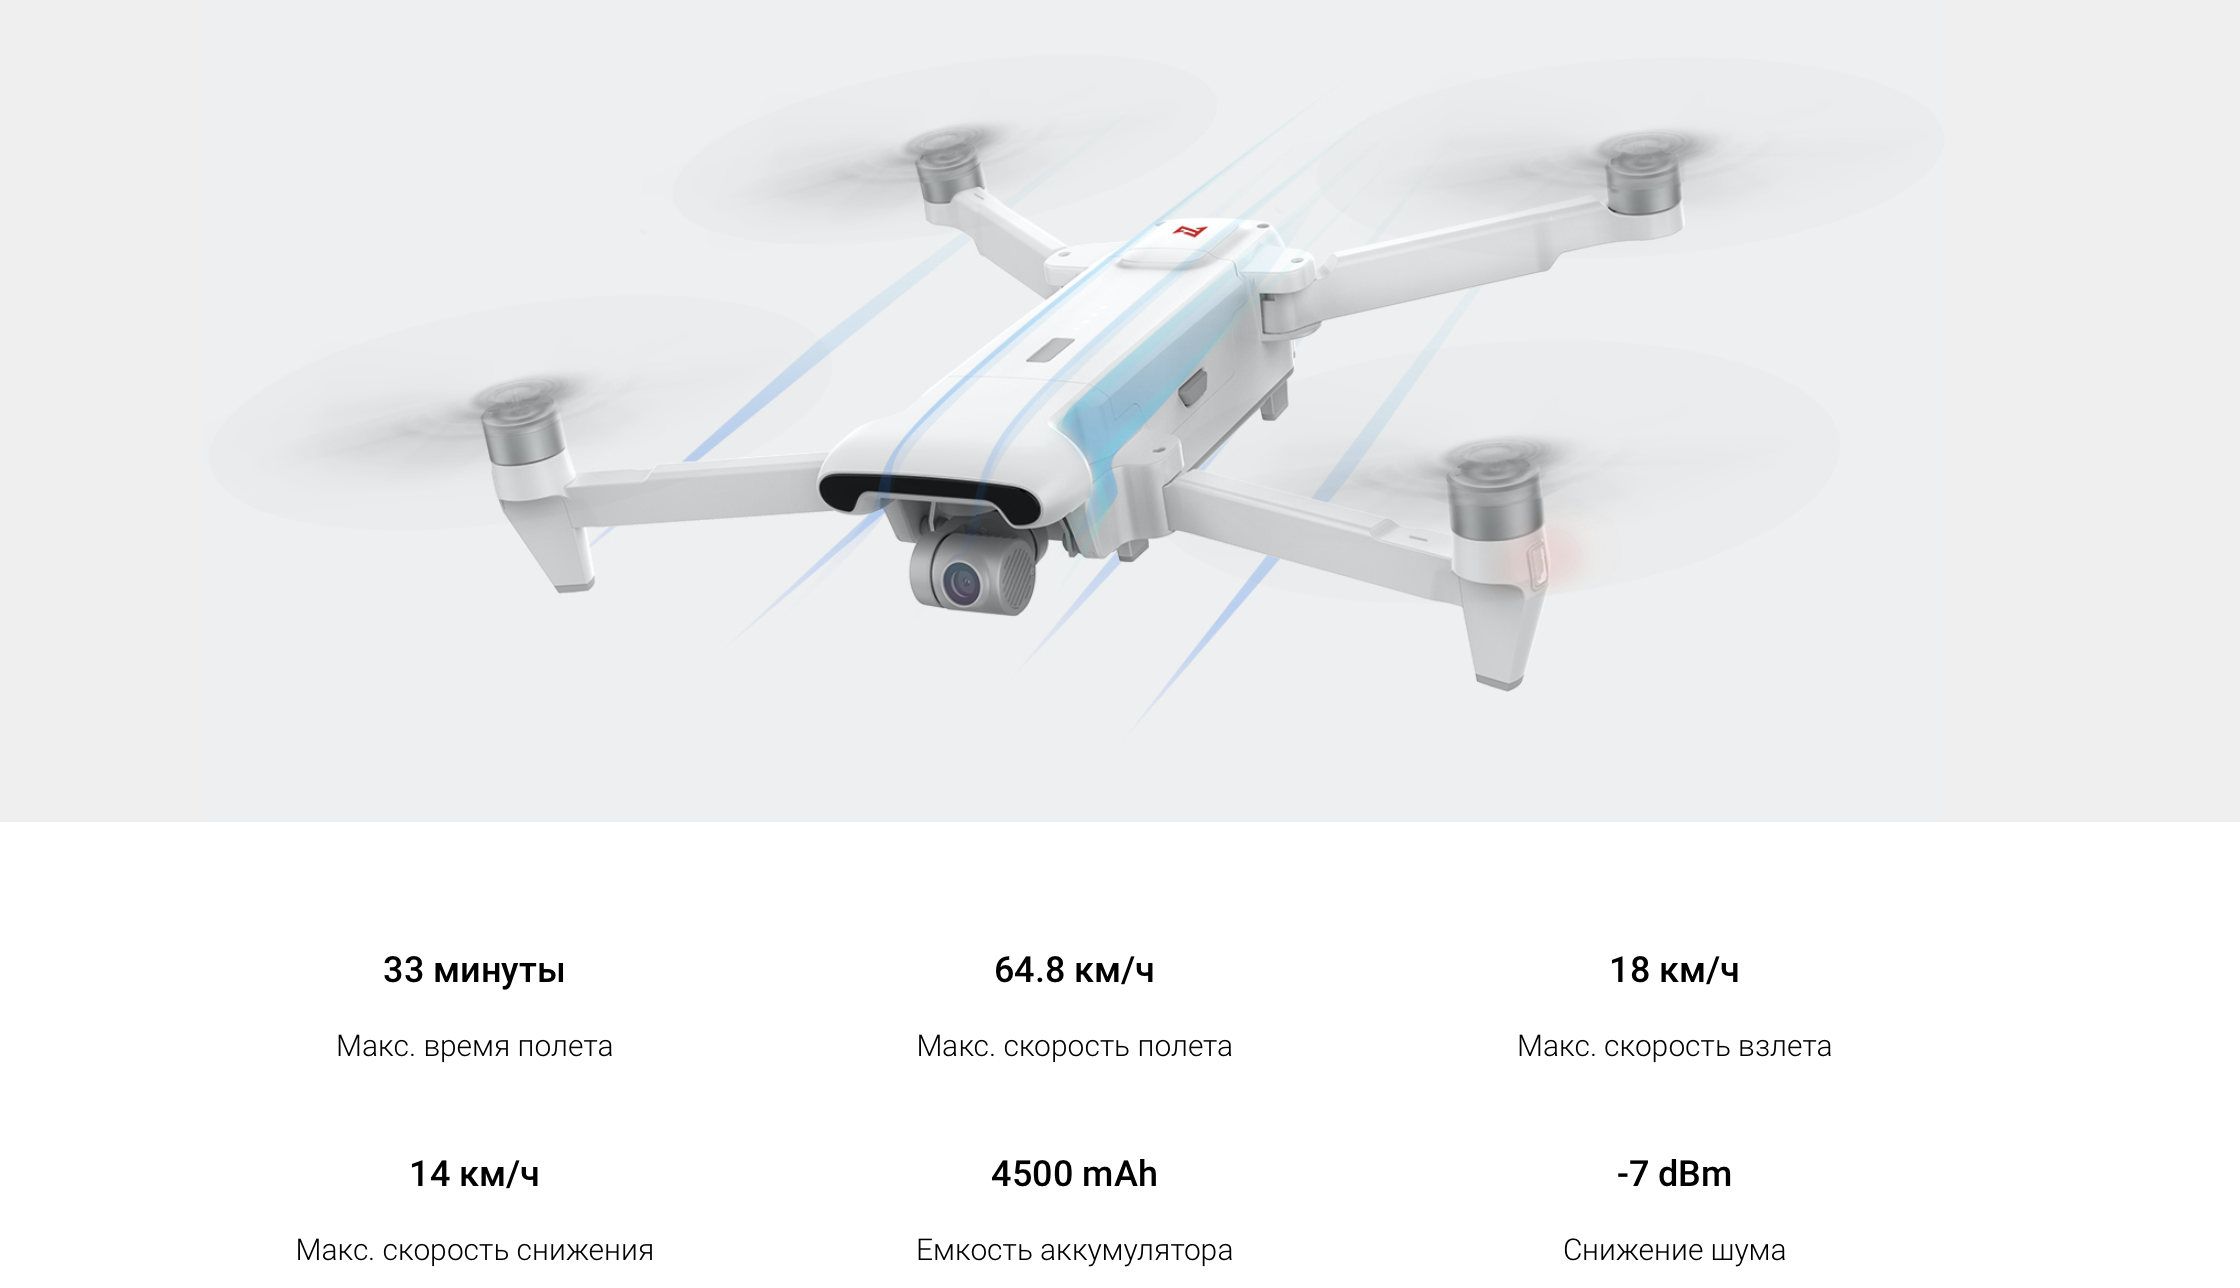 33 минуты
64.8 км/ч
18 км/ч
Макс. время полета
Макс. скорость полета
Макс. скорость взлета
14 км/ч
4500 mAh
-7 dBm
Макс. скорость снижения
Емкость аккумулятора
Снижение шума